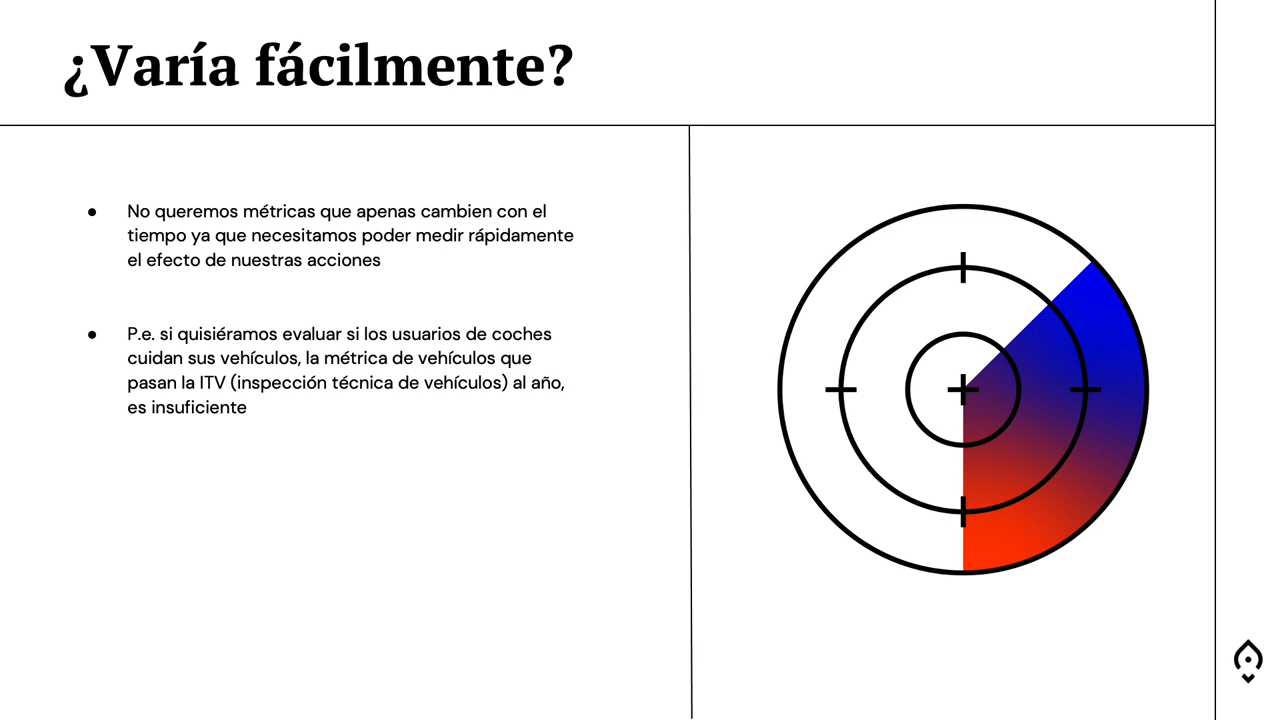 ¿Varía fácilmente?
● No queremos métricas que apenas cambien con el
tiempo ya que necesitamos poder medir rápidamente
el efecto de nuestras acciones
● P.e. si quisiéramos evaluar si los usuarios de coches
cuidan sus vehículos, la métrica de vehículos que
pasan la ITV (inspección técnica de vehículos) al año,
es insuficiente